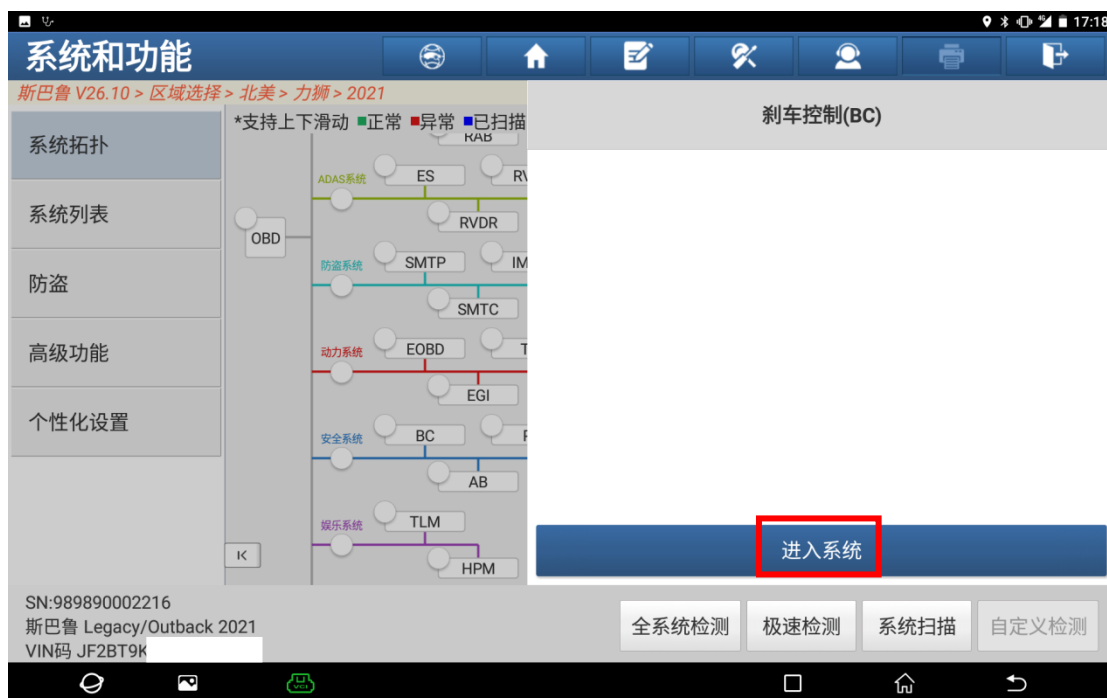 17:18
系统和功能
斯巴鲁 V26.10 > 区域选择 > 北美 > 力狮 > 2021
*支持上下滑动 正常 异常 已扫描
刹车控制(BC)
系统拓扑
系统列表
防盗
高级功能
个性化设置
RAB
ADAS系统
ES
RVDR
OBD
防盗系统
SMTP
IM
SMTC
动力系统
EOBD
EGI
安全系统
BC
AB
娱乐系统
TLM
HPM
进入系统
SN:989890002216
斯巴鲁 Legacy/Outback 2021
VIN码 JF2BT9K
全系统检测
极速检测
系统扫描
自定义检测
VCI